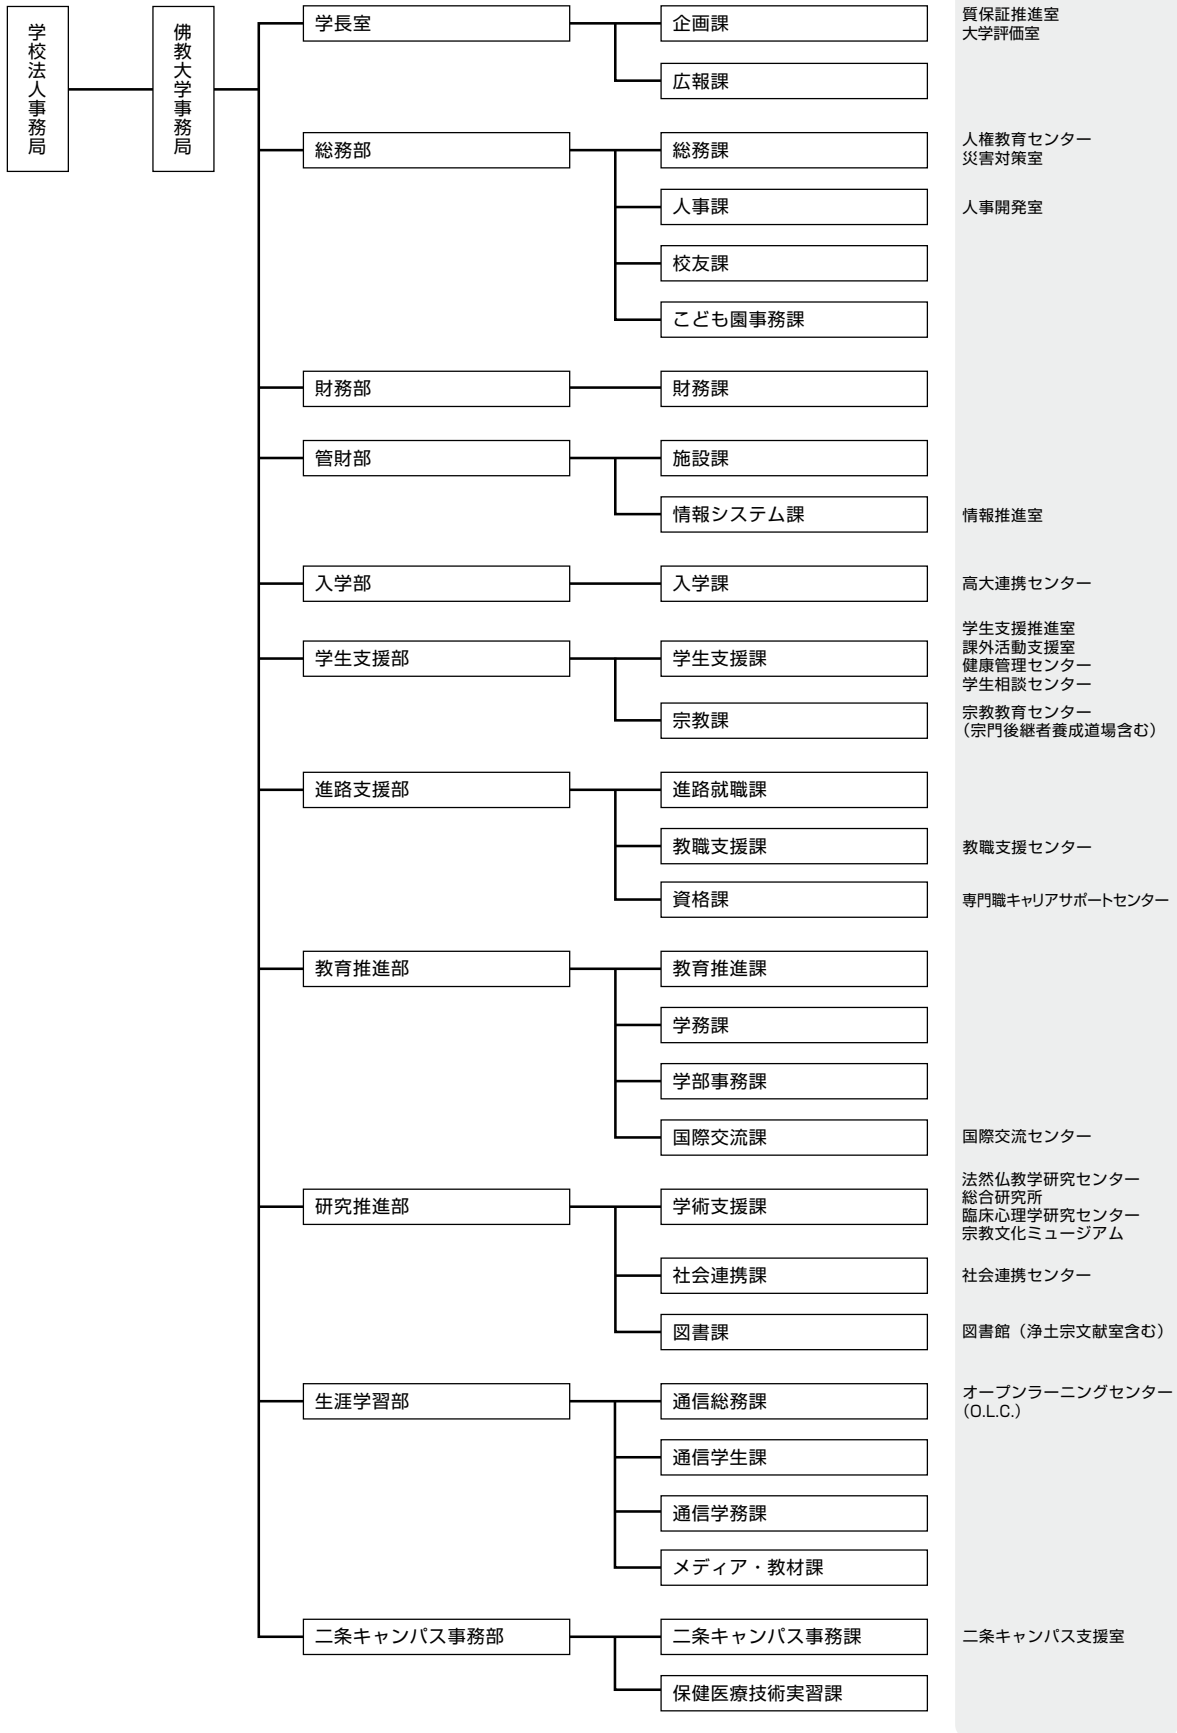 学校法人事務局
佛教大学事務局
学長室
企画課
質保証推進室
大学評価室
広報課
総務部
総務課
人権教育センター
災害対策室
人事課
人事開発室
校友課
こども園事務課
財務部
財務課
管財部
施設課
情報システム課
情報推進室
入学部
入学課
高大連携センター
学生支援部
学生支援課
学生支援推進室
課外活動支援室
健康管理センター
学生相談センター
宗教課
宗教教育センター
（宗門後継者養成道場含む）
進路支援部
進路就職課
教職支援課
教職支援センター
資格課
専門職キャリアサポートセンター
教育推進部
教育推進課
学務課
学部事務課
国際交流課
国際交流センター
研究推進部
学術支援課
法然仏教学研究センター
総合研究所
臨床心理学研究センター
宗教文化ミュージアム
社会連携課
社会連携センター
図書課
図書館（浄土宗文献室含む）
生涯学習部
通信総務課
オープンラーニングセンター
(O.L.C.)
通信学生課
通信学務課
メディア・教材課
二条キャンパス事務部
二条キャンパス事務課
二条キャンパス支援室
保健医療技術実習課